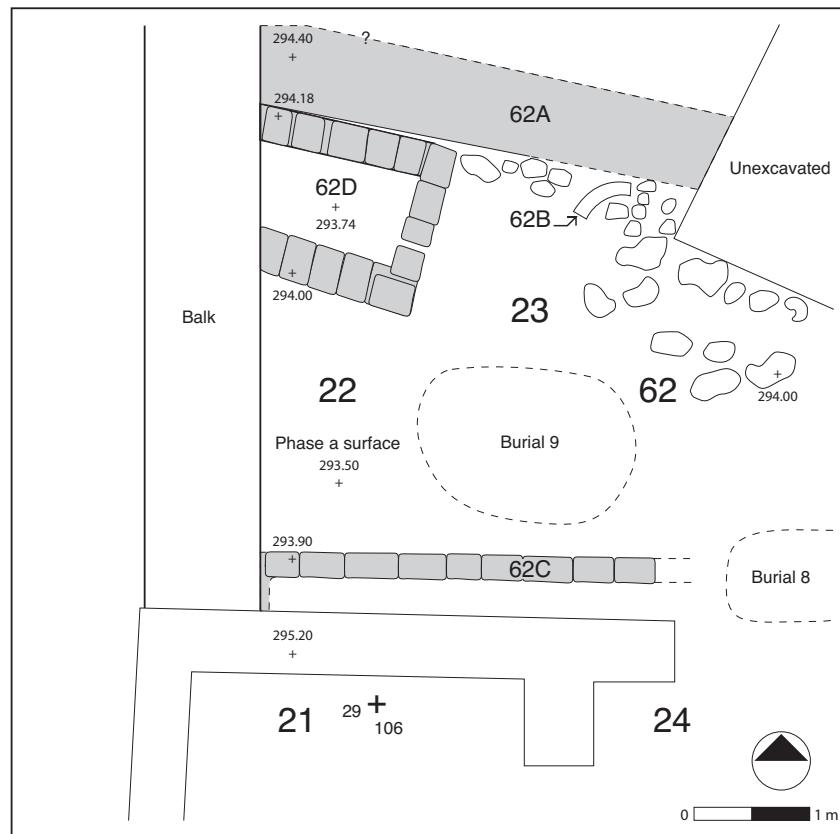 294.40
?
294.18
62A
Unexcavated
62D
293.74
62B
294.00
23
Balk
22
62
294.00
Phase a surface
293.50
Burial 9
293.90
62C
Burial 8
295.20
21
29
106
24
0
1 m